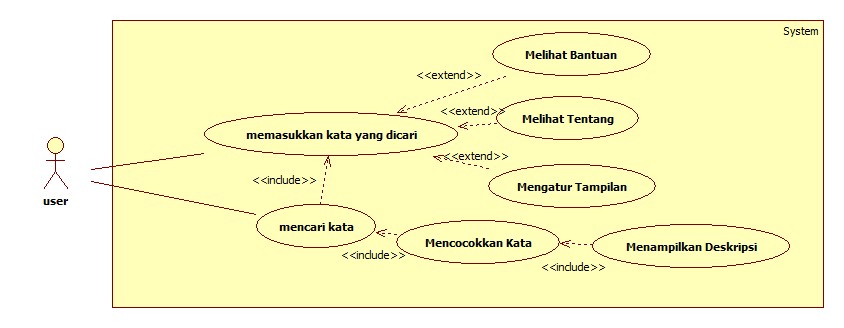 System
Melihat Bantuan
<<extend>>
<<extend>>
Melihat Tentang
memasukkan kata yang dicari
<<extend>>
<<include>>
Mengatur Tampilan
user
mencari kata
Mencocokkan Kata
Menampilkan Deskripsi
<<include>>
<<include>>